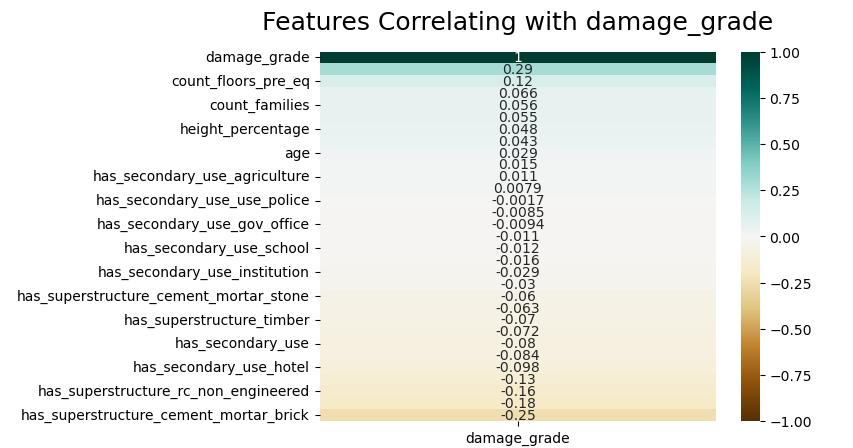 Features Correlating with damage_grade
damage_grade
1
0.29
count_floors_pre_eq
0.12
0.066
count_families
0.056
0.055
height_percentage
0.048
0.043
age
0.029
0.015
has_secondary_use_agriculture
0.011
0.0079
has_secondary_use_use_police
-0.0017
-0.0085
has_secondary_use_gov_office
-0.0094
-0.011
has_secondary_use_school
-0.012
-0.016
has_secondary_use_institution
-0.029
-0.03
has_superstructure_cement_mortar_stone
-0.06
-0.063
has_superstructure_timber
-0.07
-0.072
has_secondary_use
-0.08
-0.084
has_secondary_use_hotel
-0.098
-0.13
has_superstructure_rc_non_engineered
-0.16
-0.18
has_superstructure_cement_mortar_brick
-0.25
damage_grade
1.00
0.75
0.50
0.25
0.00
−0.25
−0.50
−0.75
−1.00